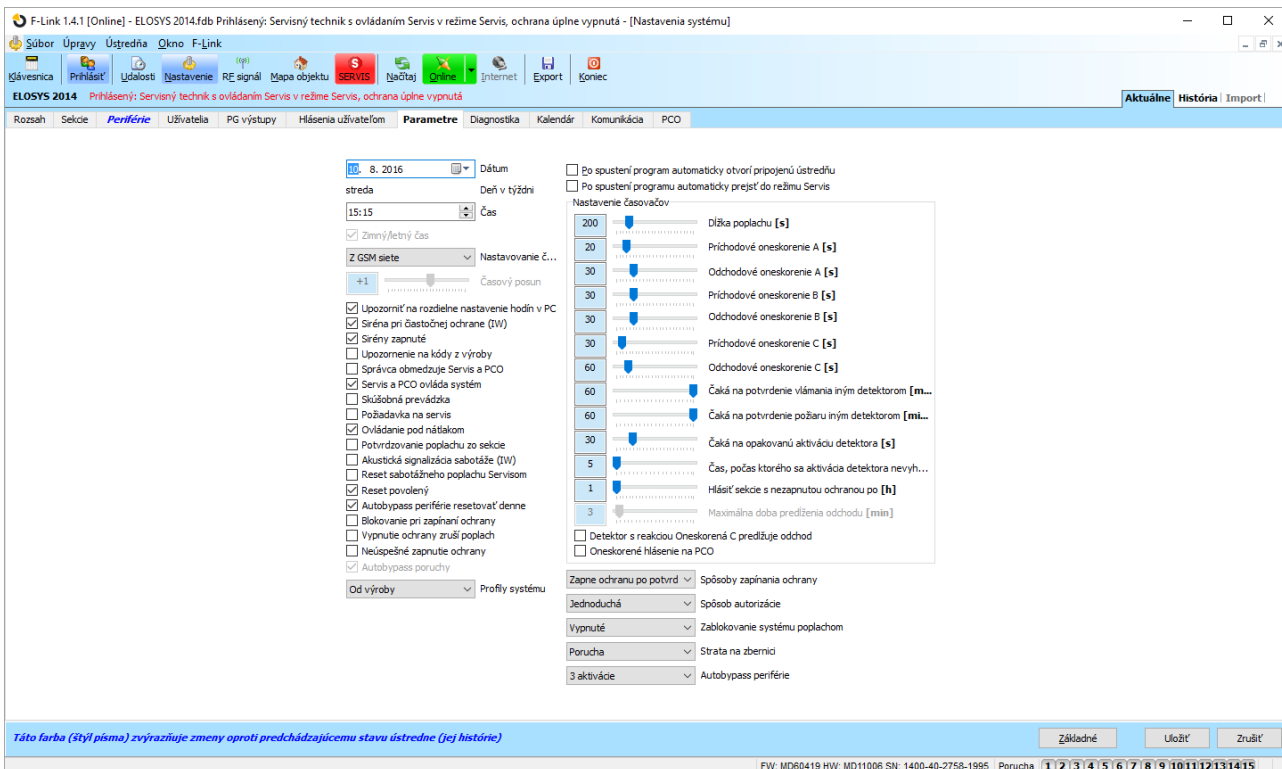 F-Link 1.4.1 [Online] - ELOSYS 2014.fdb Prihlásený: Servisný technik s ovládaním Servis v režime Servis, ochrana úplne vypnutá - [Nastavenia systému]
Súbor Úpravy Ústredňa Okno F-Link
Klávesnica Prihlásiť Udalosti Nastavenie RF signál Mapa objektu SERVIS Načítaj Online Internet Export Koniec
ELOSYS 2014 Prihlásený: Servisný technik s ovládaním Servis v režime Servis, ochrana úplne vypnutá
Aktuálne História Import
Rozsah Sekcie Periférie Užívatelia PG výstupy Hlásenia užívateľom Parametre Diagnostika Kalendár Komunikácia PCO
10. 8. 2016 Dátum
streda Deň v týždni
15:15 Čas
Zimný/letný čas
Z GSM siete Nastavovanie č...
+1 Časový posun
Upozorniť na rozdielne nastavenie hodín v PC
Siréna pri čiastočnej ochrane (IW)
Sirény zapnuté
Upozornenie na kódy z výroby
Správca obmedzuje Servis a PCO
Servis a PCO ovláda systém
Skúšobná prevádzka
Požiadavka na servis
Ovládanie pod nátlakom
Potvrdzovanie poplachu zo sekcie
Akustická signalizácia sabotáže (IW)
Reset sabotážneho poplachu Servisom
Reset povolený
Autobypass periférie resetovať denne
Blokovanie pri zapínaní ochrany
Vypnutie ochrany zruší poplach
Neúspešné zapnutie ochrany
Autobypass poruchy
Od výroby Profily systému
Po spustení program automaticky otvorí pripojenú ústredňu
Po spustení programu automaticky prejsť do režimu Servis
Nastavenie časovačov
200 Dĺžka poplachu [s]
20 Príchodové oneskorenie A [s]
30 Odchodové oneskorenie A [s]
30 Príchodové oneskorenie B [s]
30 Odchodové oneskorenie B [s]
30 Príchodové oneskorenie C [s]
60 Odchodové oneskorenie C [s]
60 Čaká na potvrdenie vlámania iným detektorom [m...
60 Čaká na potvrdenie požiaru iným detektorom [mi...
30 Čaká na opakovanú aktiváciu detektora [s]
5 Čas, počas ktorého sa aktivácia detektora nevyh...
1 Hlásiť sekcie s nezapnutou ochranou po [h]
3 Maximálna doba predĺženia odchodu [min]
Detektor s reakciou Oneskorená C predlžuje odchod
Oneskorené hlásenie na PCO
Zapne ochranu po potvrd Spôsoby zapínania ochrany
Jednoduchá Spôsob autorizácie
Vypnuté Zablokovanie systému poplachom
Porucha Strata na zbernici
3 aktivácie Autobypass periférie
Táto farba (štýl písma) zvýrazňuje zmeny oproti predchádzajúcemu stavu ústredne (jej histórie)
Základné Uložiť Zrušiť
FW: MD60419 HW: MD11006 SN: 1400-40-2758-1995 Porucha 1 2 3 4 5 6 7 8 9 10 11 12 13 14 15